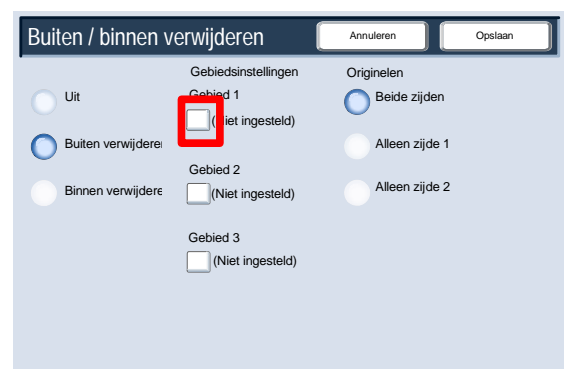 Buiten / binnen verwijderen
Annuleren
Opslaan
Gebiedsinstellingen
Originelen
Uit
Buiten verwijderen
Binnen verwijdere
Gebied 1
(Niet ingesteld)
Gebied 2
(Niet ingesteld)
Gebied 3
(Niet ingesteld)
Beide zijden
Alleen zijde 1
Alleen zijde 2